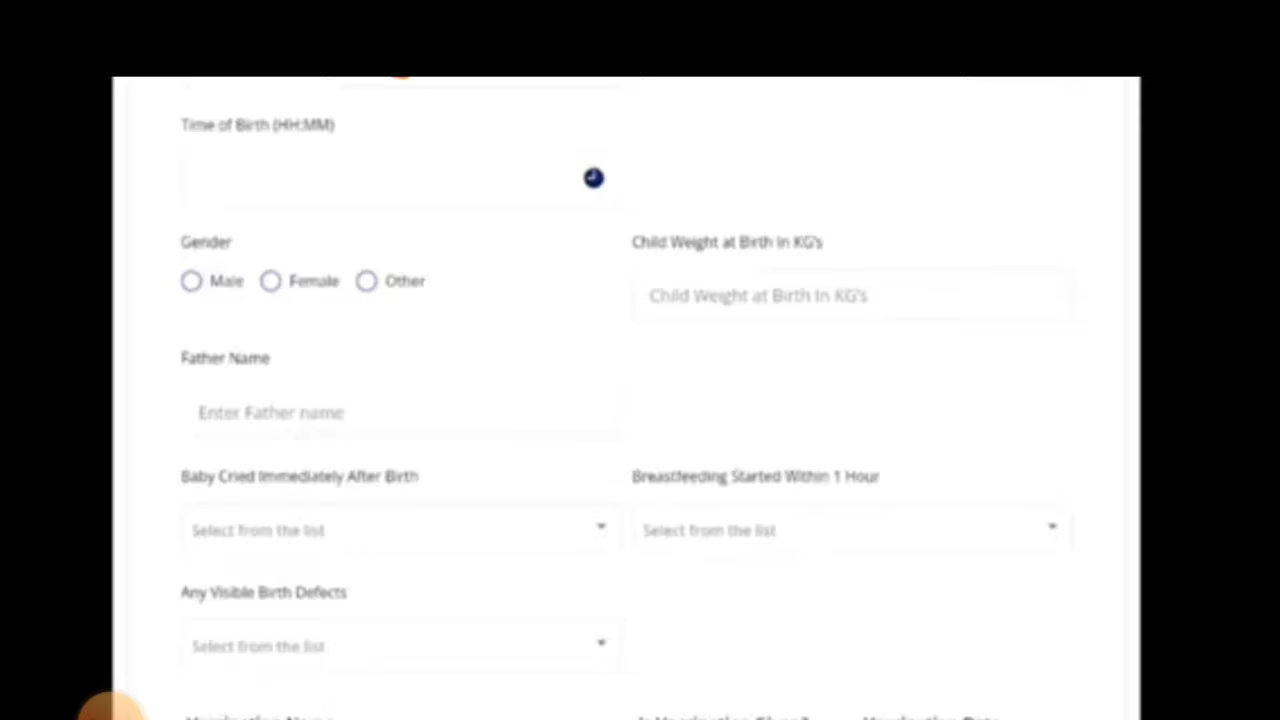 Time of Birth (HH:MM)
Gender
Child Weight at Birth In KG's
Male Female Other
Child Weight at Birth In KG's
Father Name
Enter Father name
Baby Cried Immediately After Birth
Breastfeeding Started Within 1 Hour
Select from the list
Select from the list
Any Visible Birth Defects
Select from the list